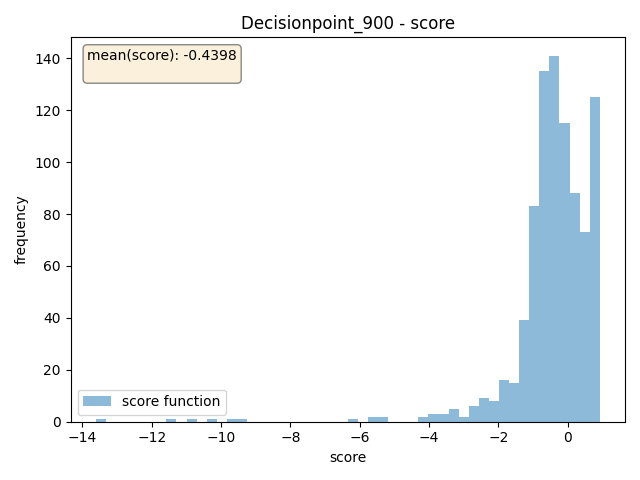 Decisionpoint_900 - score
mean(score): -0.4398
140
120
100
80
60
40
20
0
frequency
score function
−14 −12 −10 −8 −6 −4 −2 0
score